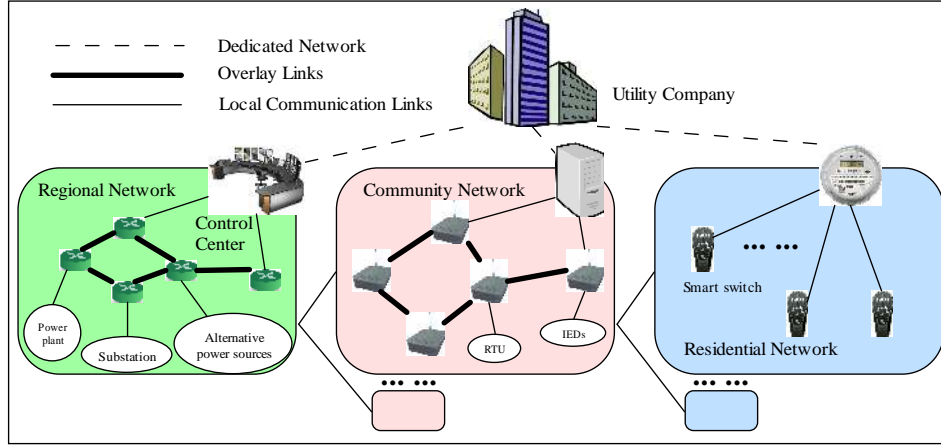 Dedicated Network
Overlay Links
Local Communication Links
Utility Company
Regional Network
Control
Center
Power
plant
Substation
Alternative
power sources
Community Network
RTU
IEDs
Smart switch
Residential Network